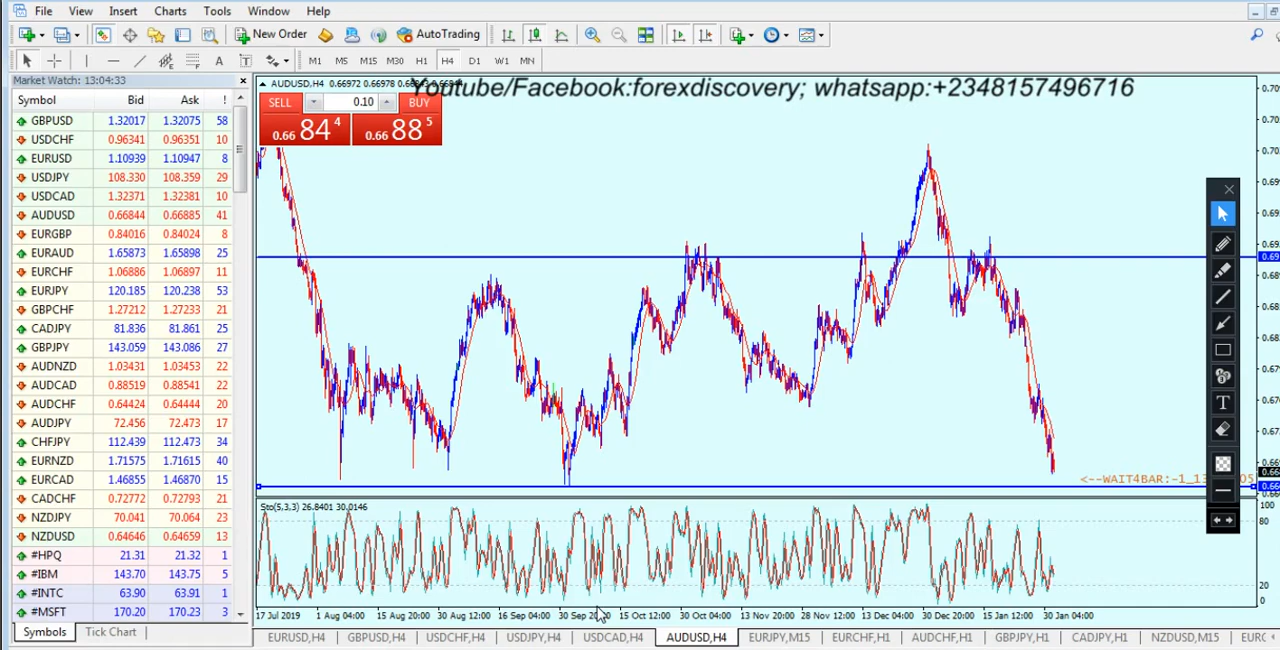 File View Insert Charts Tools Window Help
New Order AutoTrading
M1 M5 M15 M30 H1 H4 D1 W1 MN
Market Watch: 13:04:33
Symbol Bid Ask !
GBPUSD 1.32017 1.32075 58
USDCHF 0.96341 0.96351 10
EURUSD 1.10939 1.10947 8
USDJPY 108.330 108.359 29
USDCAD 1.32371 1.32381 10
AUDUSD 0.66844 0.66885 41
EURGBP 0.84016 0.84024 8
EURAUD 1.65873 1.65898 25
EURCHF 1.06886 1.06897 11
EURJPY 120.185 120.238 53
GBPCHF 1.27212 1.27233 21
CADJPY 81.836 81.861 25
GBPJPY 143.059 143.086 27
AUDNZD 1.03431 1.03453 22
AUDCAD 0.88519 0.88541 22
AUDCHF 0.64424 0.64444 20
AUDJPY 72.456 72.473 17
CHFJPY 112.439 112.473 34
EURNZD 1.71575 1.71615 40
EURCAD 1.46855 1.46870 15
CADCHF 0.72772 0.72793 21
NZDJPY 70.041 70.064 23
NZDUSD 0.64646 0.64659 13
#HPQ 21.31 21.32 1
#IBM 143.70 143.75 5
#INTC 63.90 63.91 1
#MSFT 170.20 170.23 3
Symbols Tick Chart
AUDUSD,H4 0.66972
Youtube/Facebook:forexdiscovery; whatsapp:+2348157496716
SELL 0.10 BUY
0.66 84 4 0.66 88 5
<--WAIT4BAR:-1_
Sto(5,3,3) 26.8401 30.0146
100
80
20
0
17 Jul 2019 1 Aug 04:00 15 Aug 20:00 30 Aug 12:00 16 Sep 04:00 30 Sep 15 Oct 12:00 30 Oct 04:00 13 Nov 20:00 28 Nov 12:00 13 Dec 04:00 30 Dec 20:00 15 Jan 12:00 30 Jan 04:00
EURUSD,H4 GBPUSD,H4 USDCHF,H4 USDJPY,H4 USDCAD,H4 AUDUSD,H4 EURJPY,M15 EURCHF,H1 AUDCHF,H1 GBPJPY,H1 CADJPY,H1 NZDUSD,M15